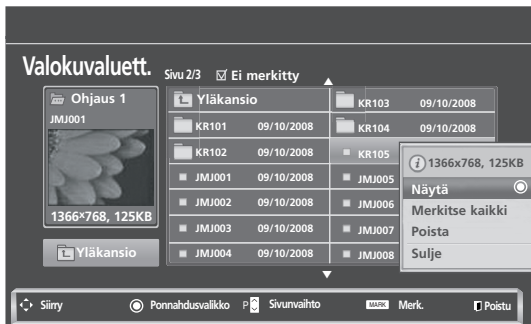 Valokuvaluett. Sivu 2/3 Ei merkitty
Ohjaus 1
JMJ001
1366×768, 125KB
Yläkansio
Yläkansio
KR101 09/10/2008
KR102 09/10/2008
JMJ001 09/10/2008
JMJ002 09/10/2008
JMJ003 09/10/2008
JMJ004 09/10/2008
KR103 09/10/2008
KR104 09/10/2008
KR105
JMJ005
JMJ006
JMJ007
JMJ008
1366x768, 125KB
Näytä
Merkitse kaikki
Poista
Sulje
Siirry Ponnahdusvalikko P Sivunvaihto MARK Merk. Poistu